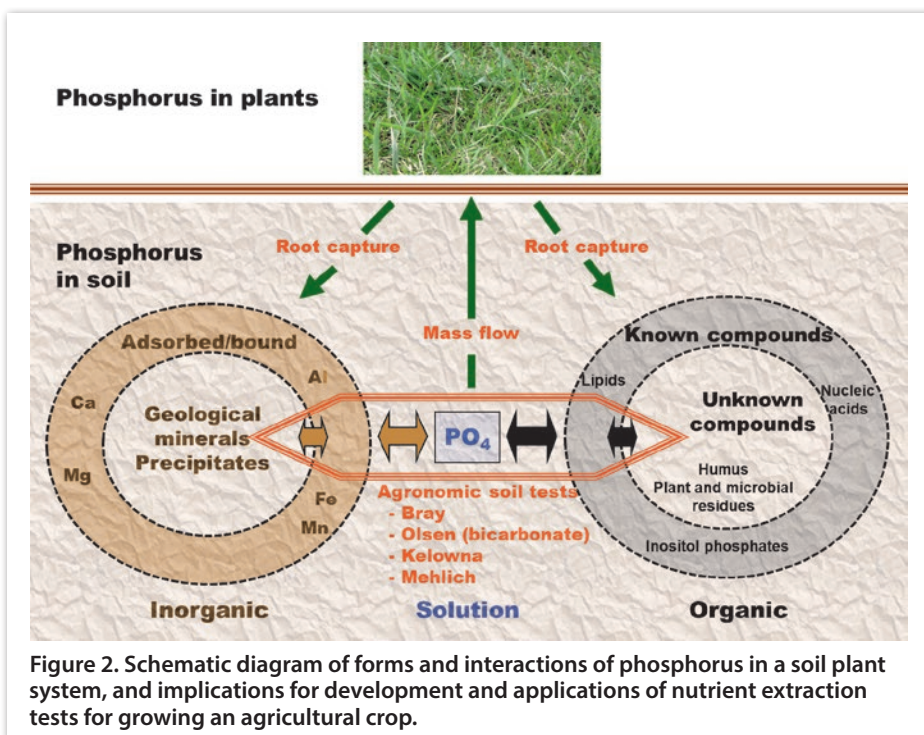 Phosphorus in plants
Phosphorus
in soil
Root capture
Root capture
Mass flow
Adsorbed/bound
Al
Ca
Mg
Fe
Mn
Geological
minerals
Precipitates
PO4
Known compounds
Lipids
Nucleic
acids
Unknown
compounds
Humus
Plant and microbial
residues
Inositol phosphates
Agronomic soil tests
- Bray
- Olsen (bicarbonate)
- Kelowna
- Mehlich
Inorganic
Solution
Organic
Figure 2. Schematic diagram of forms and interactions of phosphorus in a soil plant
system, and implications for development and applications of nutrient extraction
tests for growing an agricultural crop.